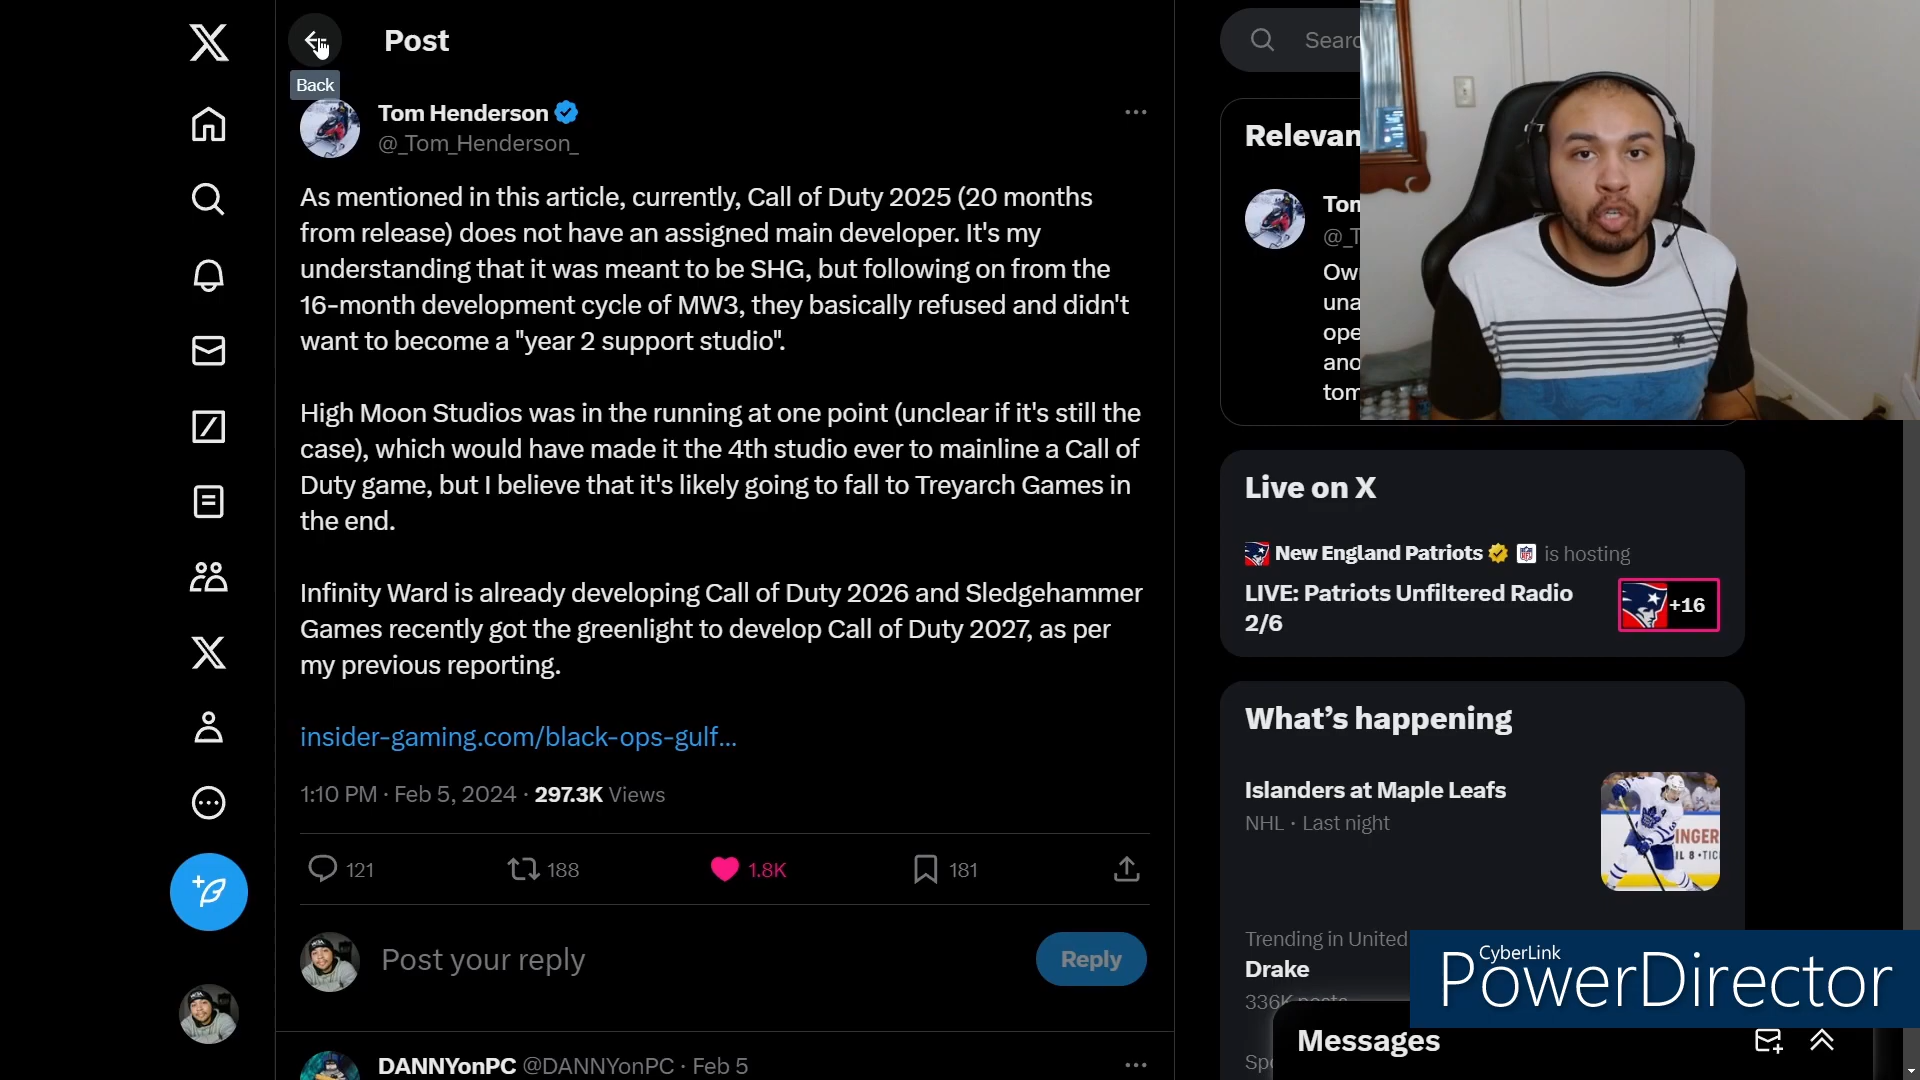 Post
Sear
Back
Tom Henderson
@_Tom_Henderson_
As mentioned in this article, currently, Call of Duty 2025 (20 months
from release) does not have an assigned main developer. It's my
understanding that it was meant to be SHG, but following on from the
16-month development cycle of MW3, they basically refused and didn't
want to become a "year 2 support studio".
High Moon Studios was in the running at one point (unclear if it's still the
case), which would have made it the 4th studio ever to mainline a Call of
Duty game, but I believe that it's likely going to fall to Treyarch Games in
the end.
Infinity Ward is already developing Call of Duty 2026 and Sledgehammer
Games recently got the greenlight to develop Call of Duty 2027, as per
my previous reporting.
insider-gaming.com/black-ops-gulf…
1:10 PM · Feb 5, 2024 · 297.3K Views
121 188 1.8K 181
Post your reply
Reply
DANNYonPC @DANNYonPC · Feb 5
Relevan
Tom
@_T
Own
una
ope
ano
tom
Live on X
New England Patriots is hosting
LIVE: Patriots Unfiltered Radio
2/6
+16
What's happening
Islanders at Maple Leafs
NHL · Last night
Trending in United
Drake
336K posts
CyberLink
PowerDirector
Messages